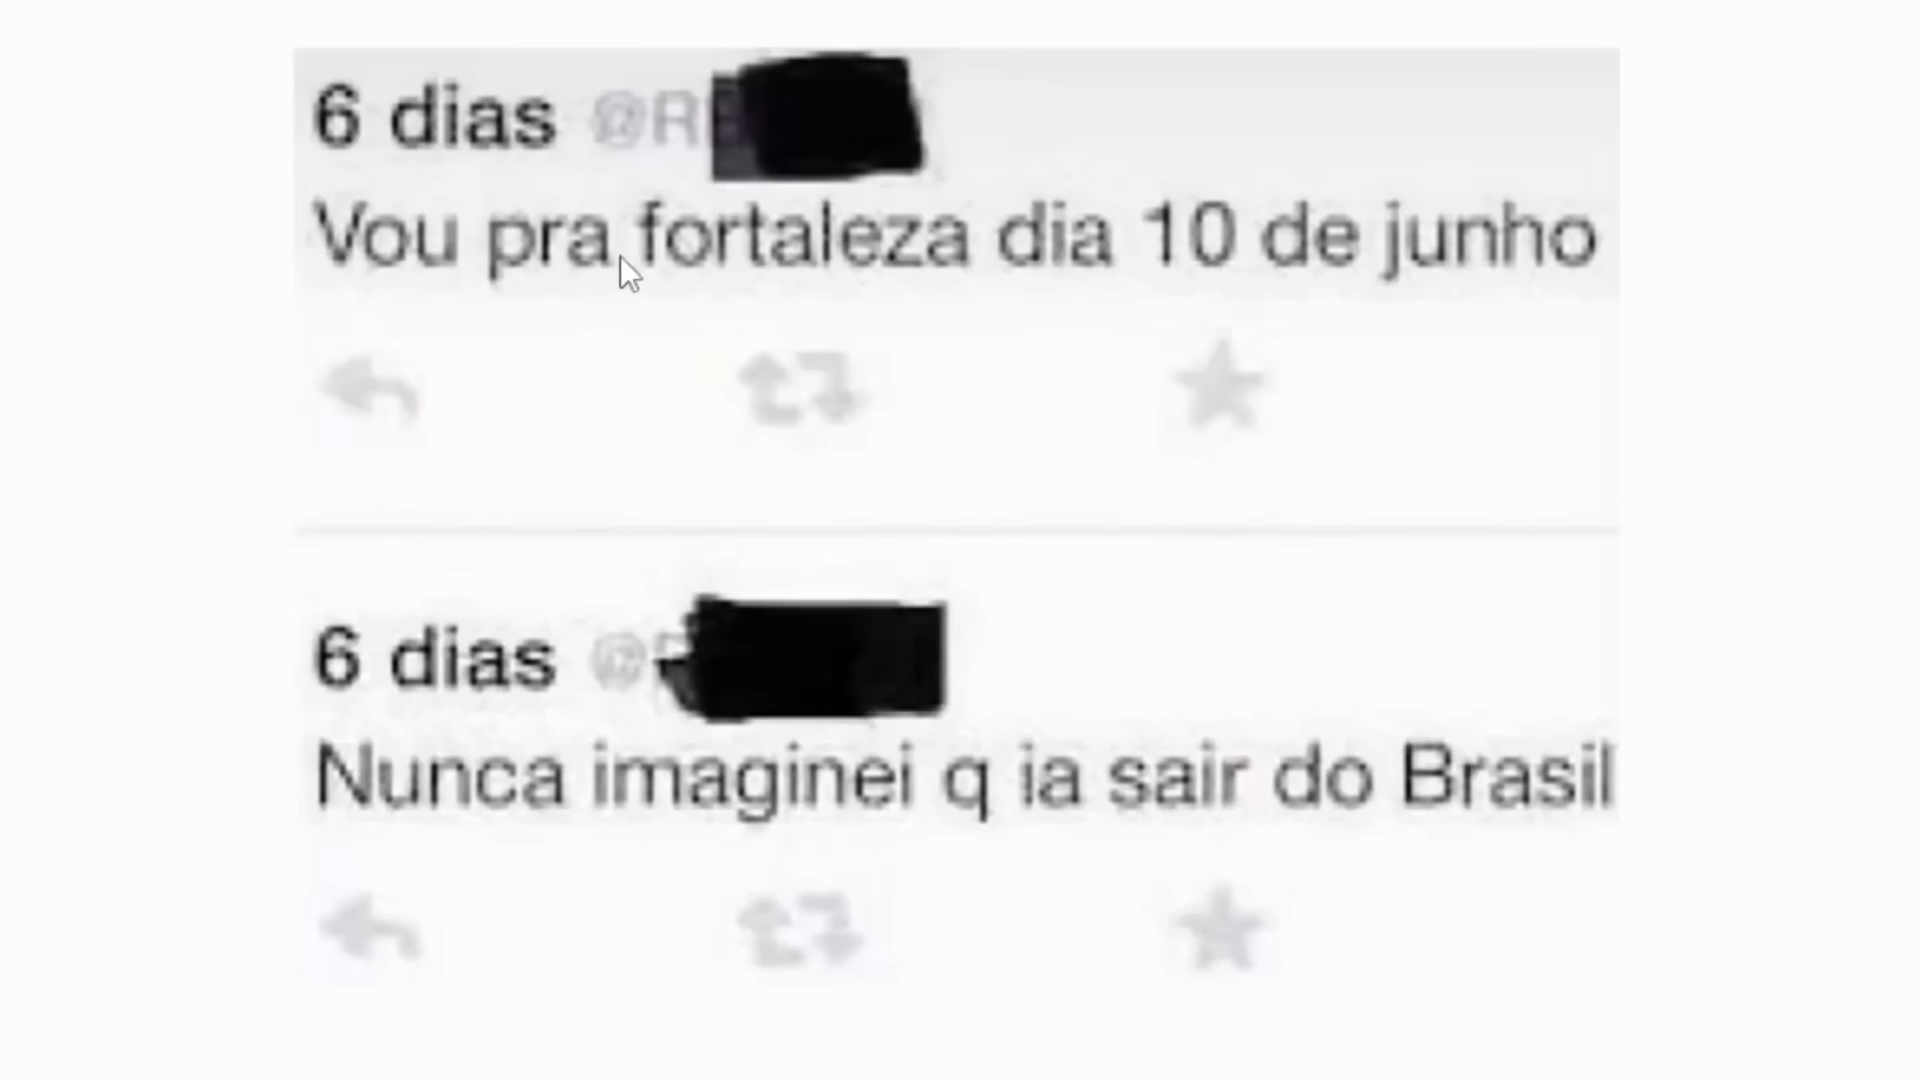 6 dias @R
Vou pra fortaleza dia 10 de junho
6 dias @
Nunca imaginei q ia sair do Brasil